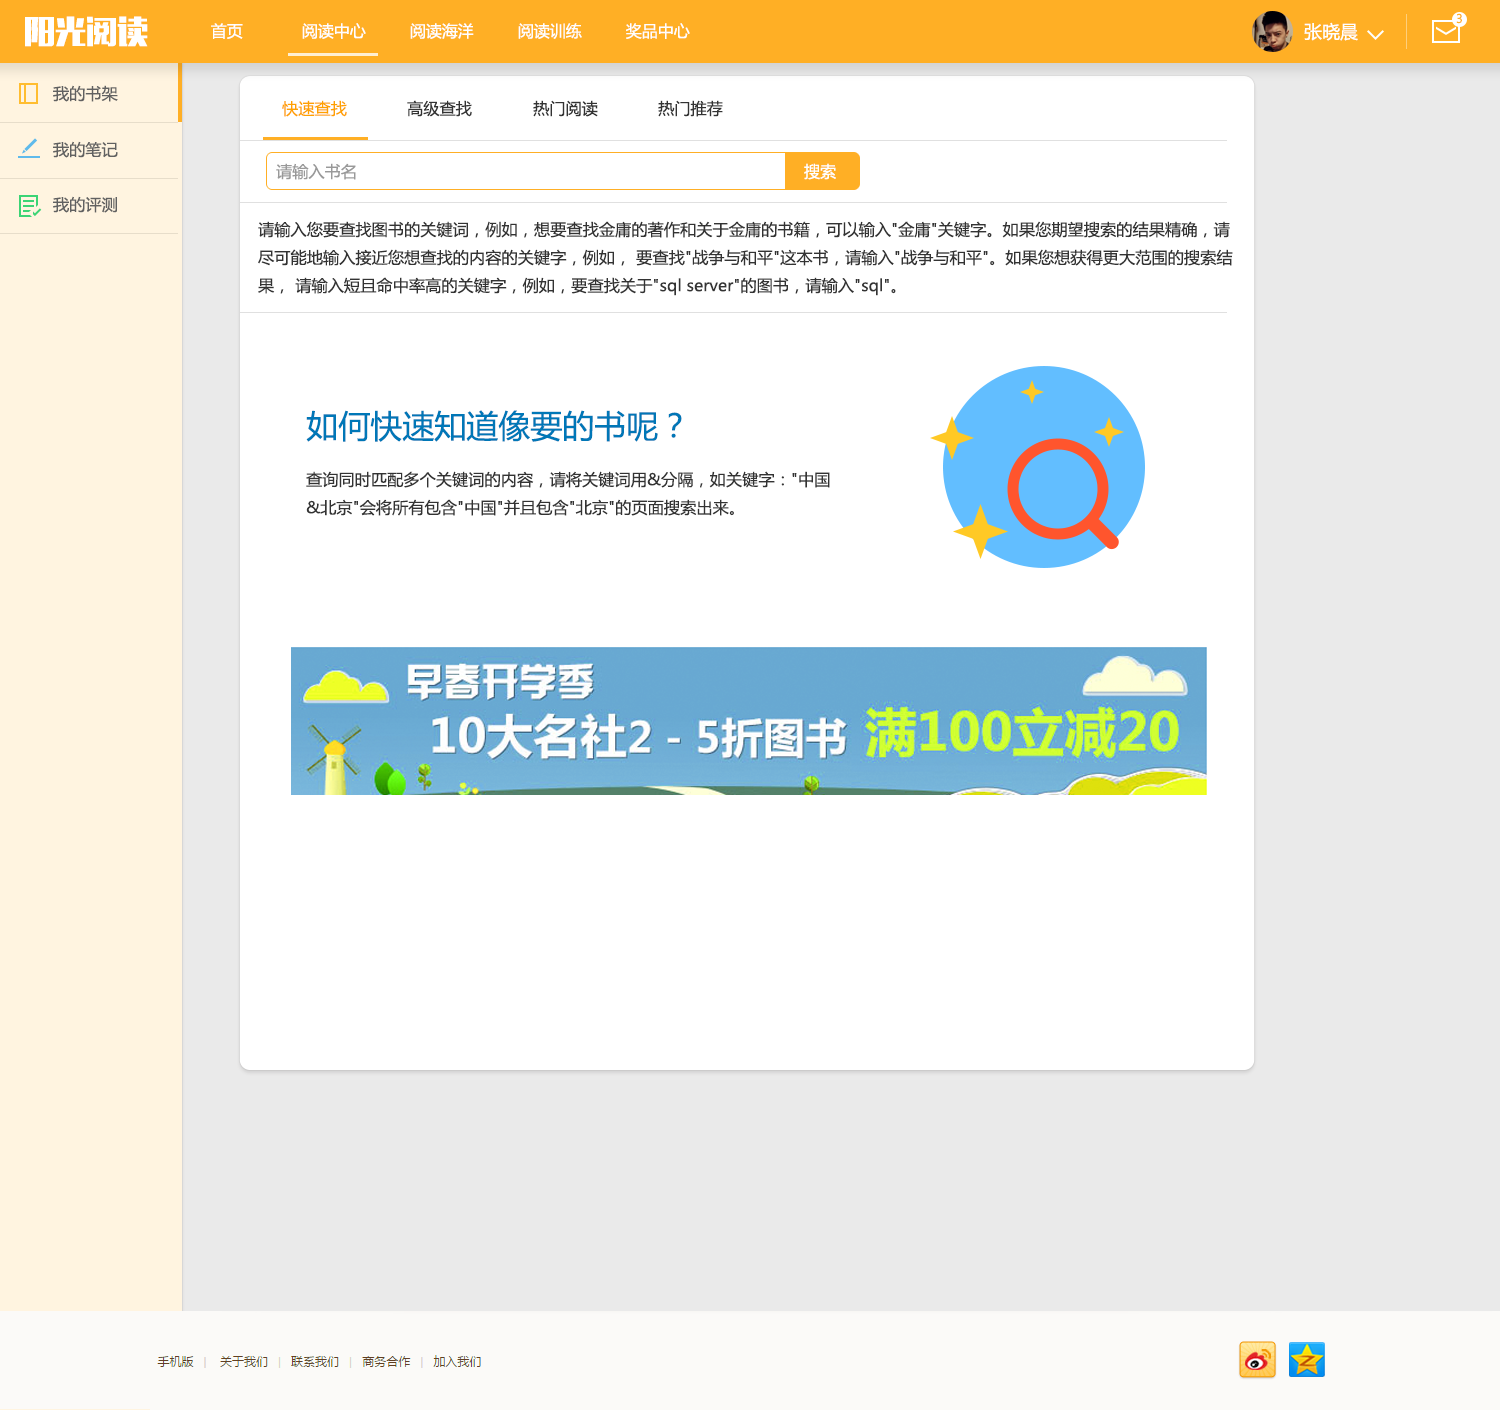 阳光阅读
首页 阅读中心 阅读海洋 阅读训练 奖品中心
张晓晨
3
我的书架
我的笔记
我的评测
快速查找 高级查找 热门阅读 热门推荐
请输入书名 搜索
请输入您要查找图书的关键词，例如，想要查找金庸的著作和关于金庸的书籍，可以输入"金庸"关键字。如果您期望搜索的结果精确，请
尽可能地输入接近您想查找的内容的关键字，例如， 要查找"战争与和平"这本书，请输入"战争与和平"。如果您想获得更大范围的搜索结
果， 请输入短且命中率高的关键字，例如，要查找关于"sql server"的图书，请输入"sql"。
如何快速知道像要的书呢？
查询同时匹配多个关键词的内容，请将关键词用&分隔，如关键字："中国
&北京"会将所有包含"中国"并且包含"北京"的页面搜索出来。
早春开学季
10大名社2 - 5折图书 满100立减20
手机版 | 关于我们 | 联系我们 | 商务合作 | 加入我们